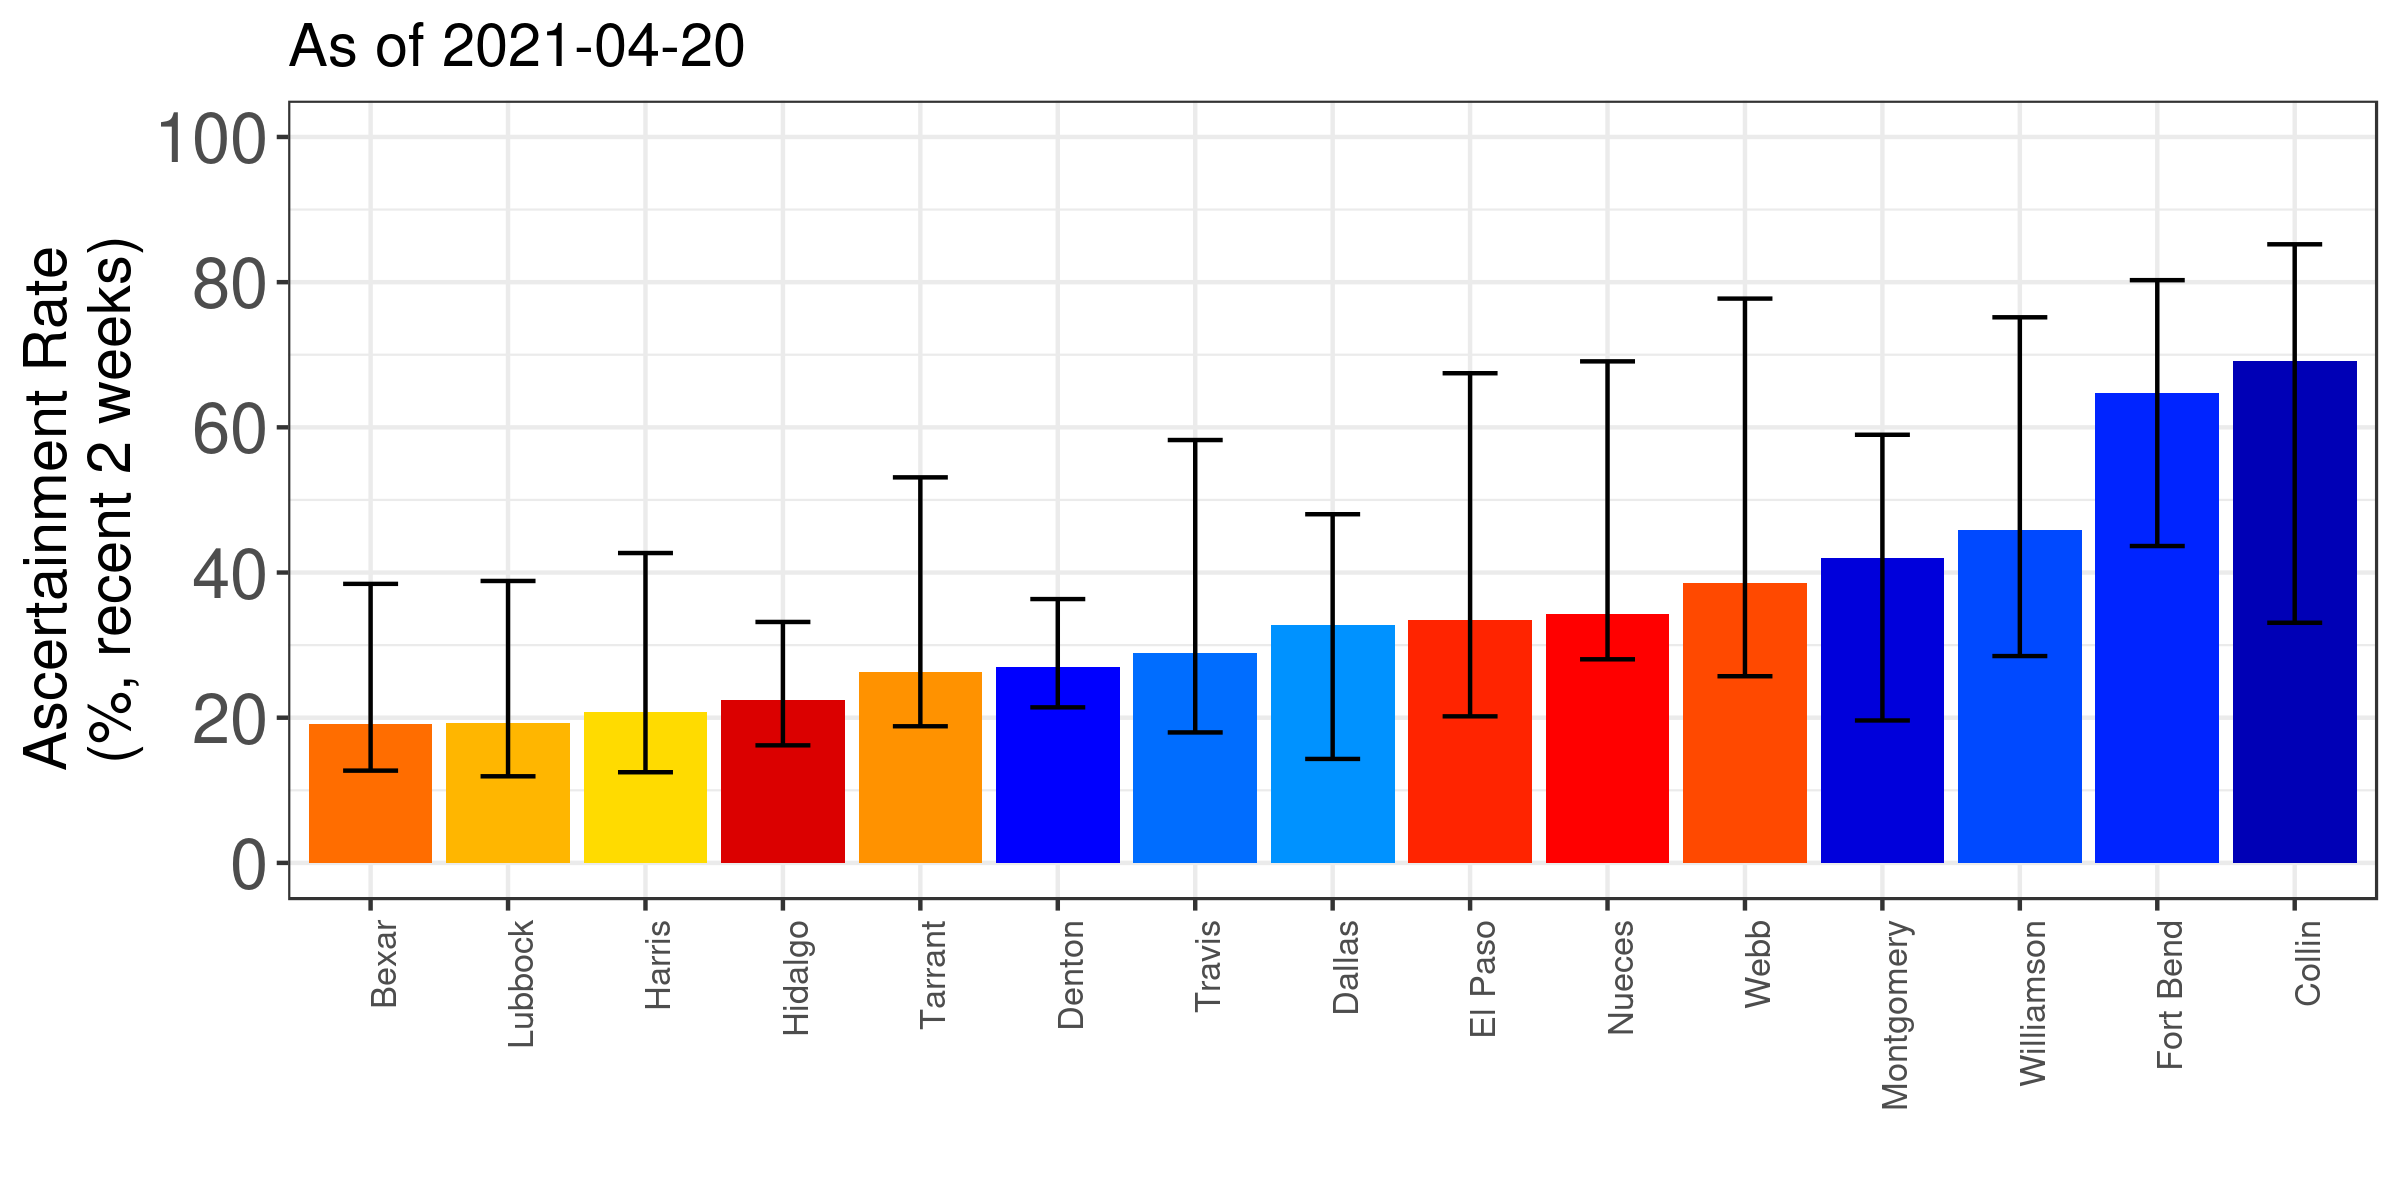 As of 2021-04-20
Ascertainment Rate
(%, recent 2 weeks)
100
80
60
40
20
0
Bexar
Lubbock
Harris
Hidalgo
Tarrant
Denton
Travis
Dallas
El Paso
Nueces
Webb
Montgomery
Williamson
Fort Bend
Collin